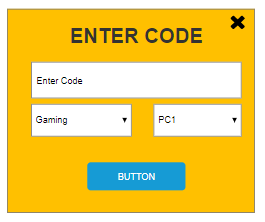 ENTER CODE
Enter Code
Gaming PC1
BUTTON